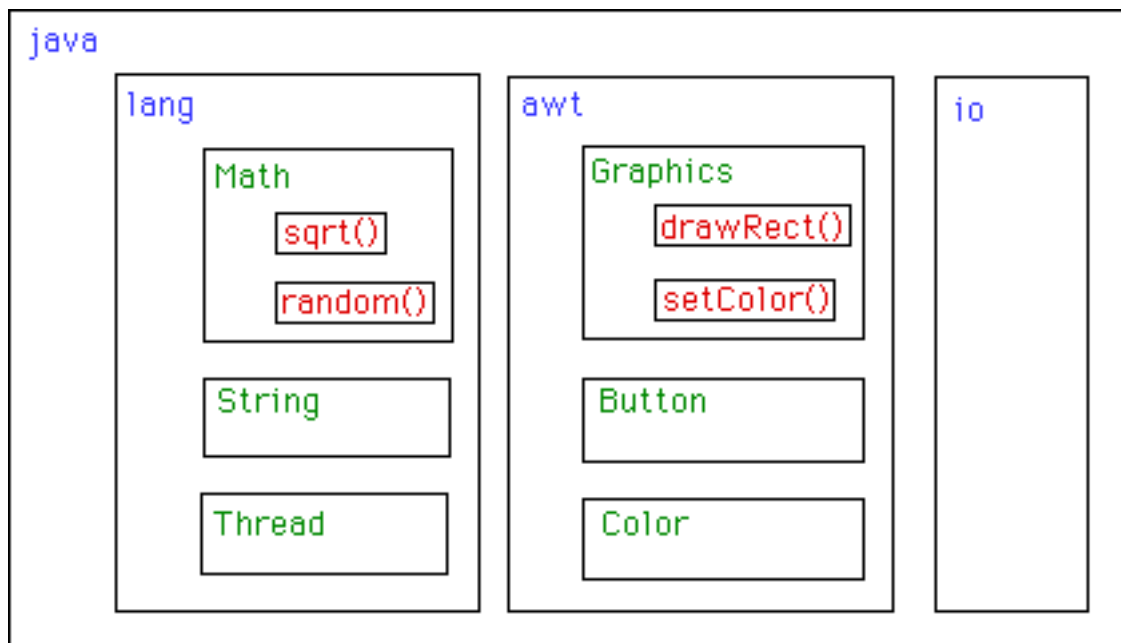 java
lang
Math
sqrt()
random()
String
Thread
awt
Graphics
drawRect()
setColor()
Button
Color
io